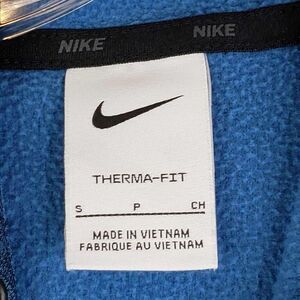 NIKE NIKE
THERMA-FIT
S P CH
MADE IN VIETNAM
FABRIQUE AU VIETNAM